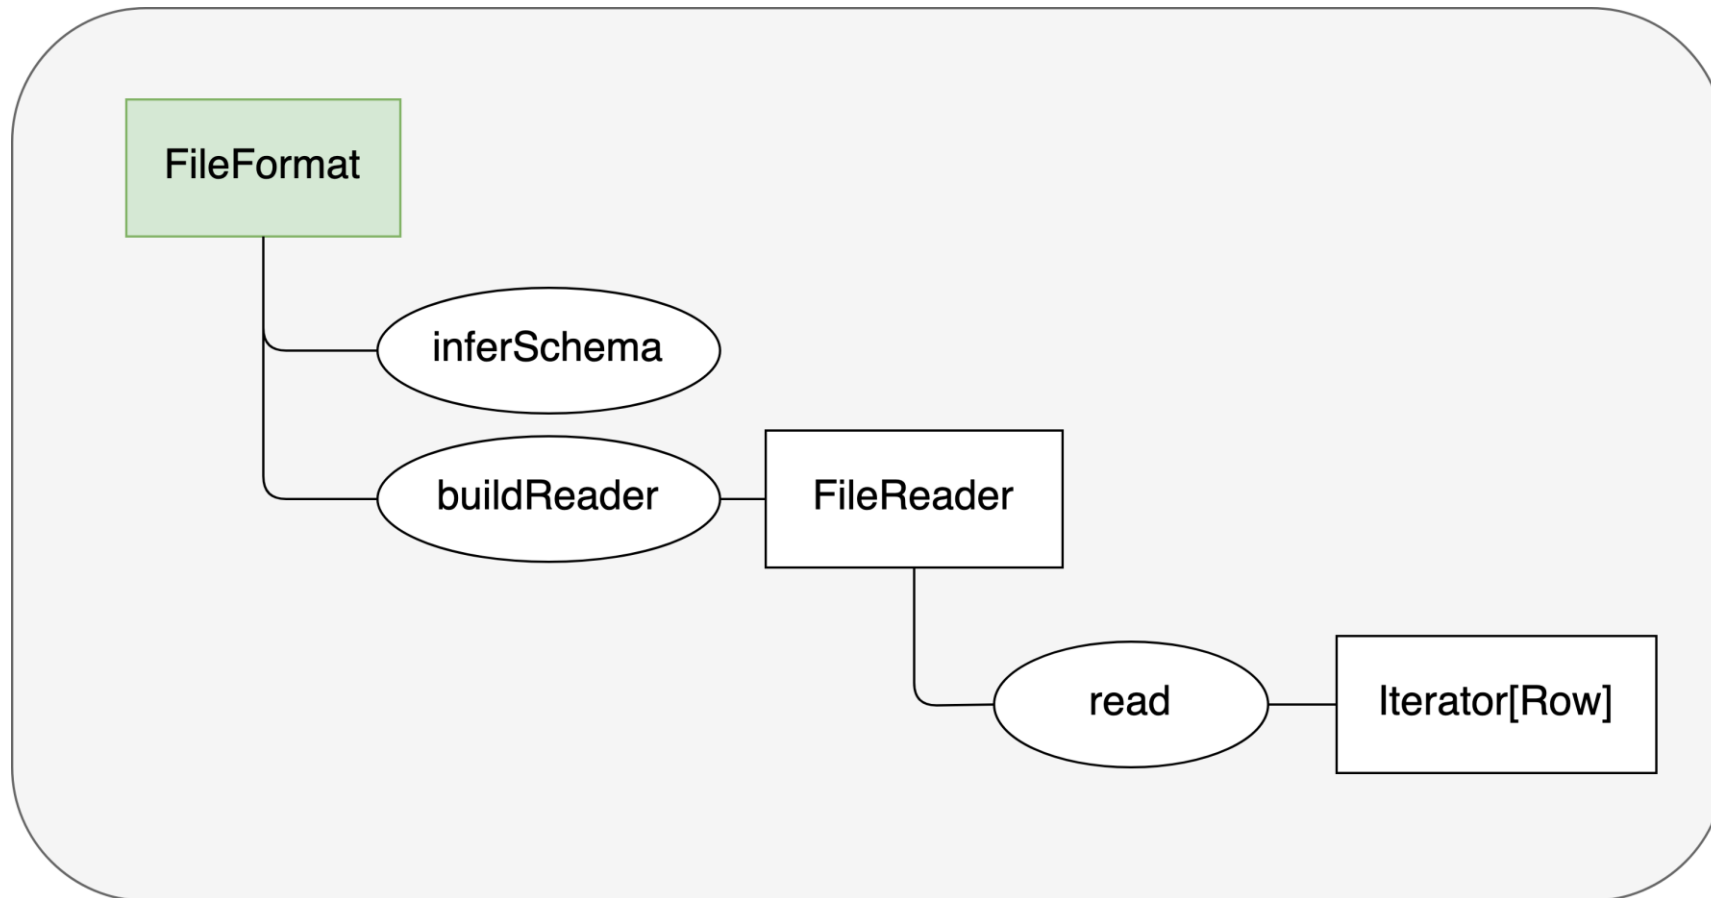 FileFormat
inferSchema
buildReader
FileReader
read
Iterator[Row]